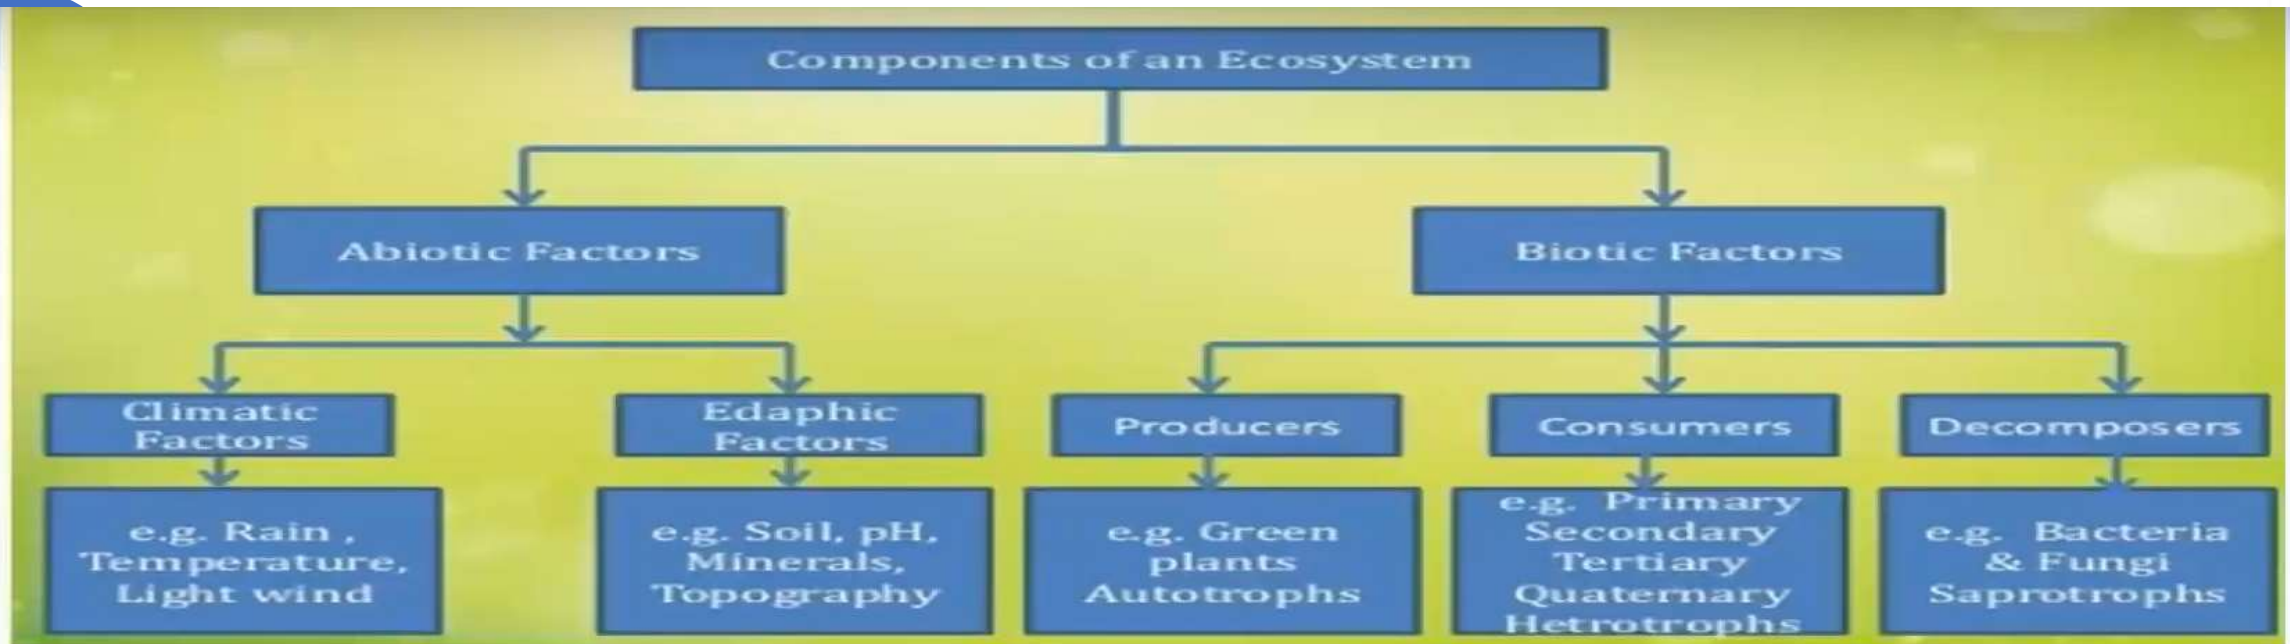 Components of an Ecosystem
Abiotic Factors
Biotic Factors
Climatic
Factors
Edaphic
Factors
Producers
Consumers
Decomposers
e.g. Rain ,
Temperature,
Light wind
e.g. Soil, pH,
Minerals,
Topography
e.g. Green
plants
Autotrophs
e.g. Primary
Secondary
Tertiary
Quaternary
Hetrotrophs
e.g. Bacteria
& Fungi
Saprotrophs